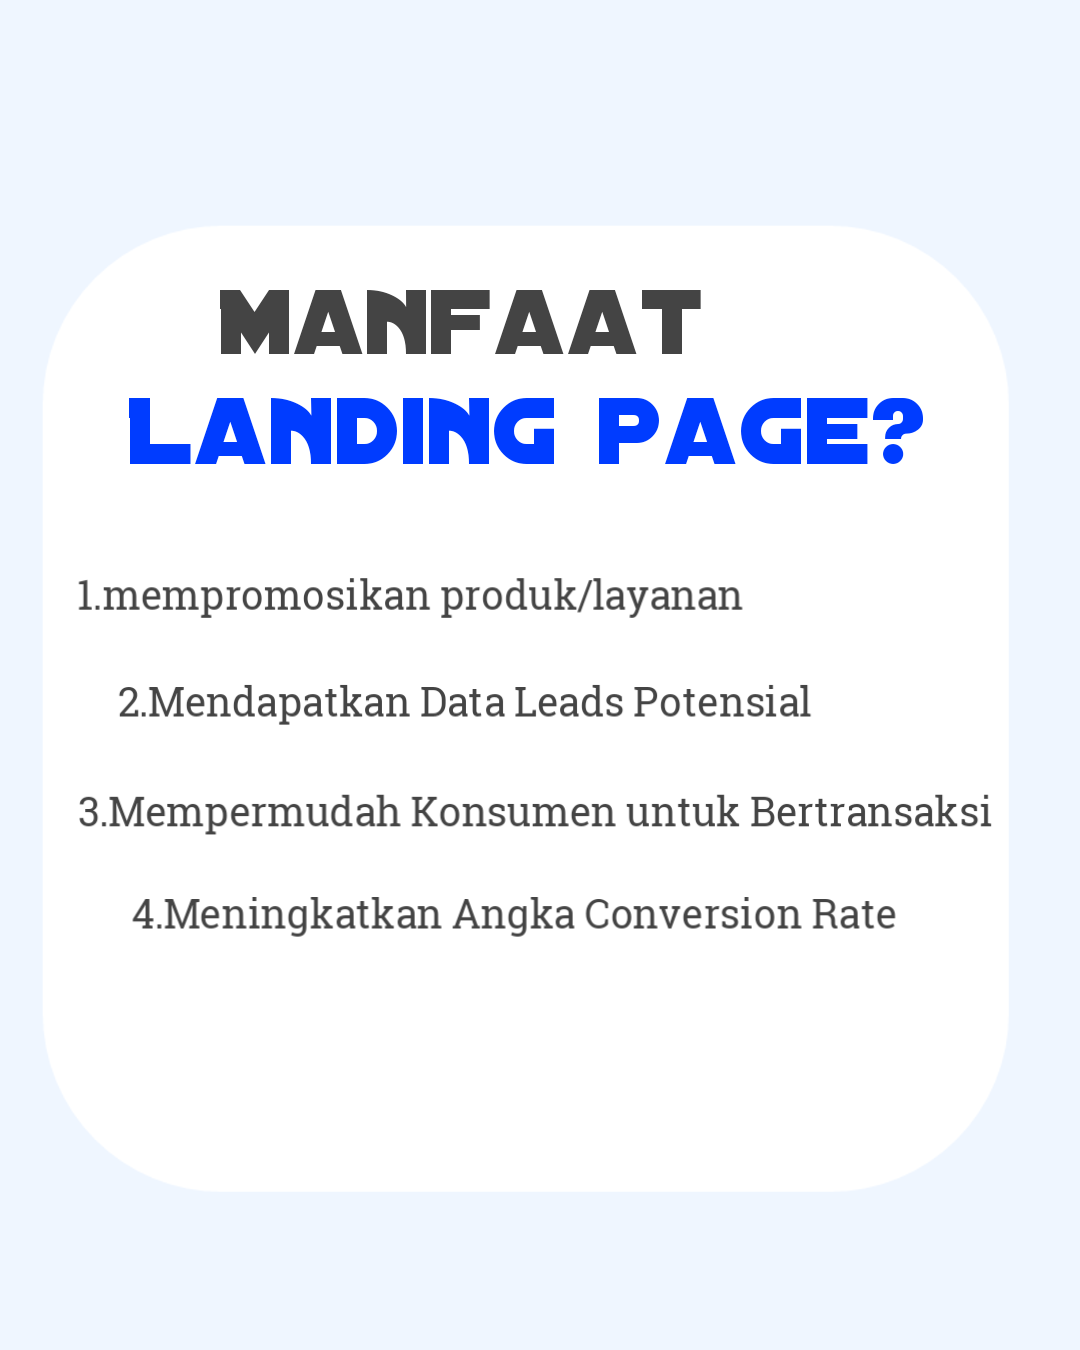 MANFAAT
LANDING PAGE?
1.mempromosikan produk/layanan
2.Mendapatkan Data Leads Potensial
3.Mempermudah Konsumen untuk Bertransaksi
4.Meningkatkan Angka Conversion Rate